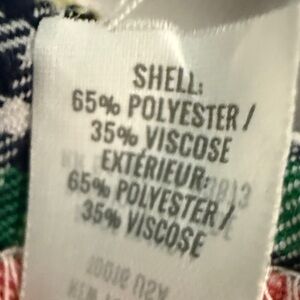 SHELL:
65% POLYESTER /
35% VISCOSE
EXTÉRIEUR:
65% POLYESTER /
35% VISCOSE